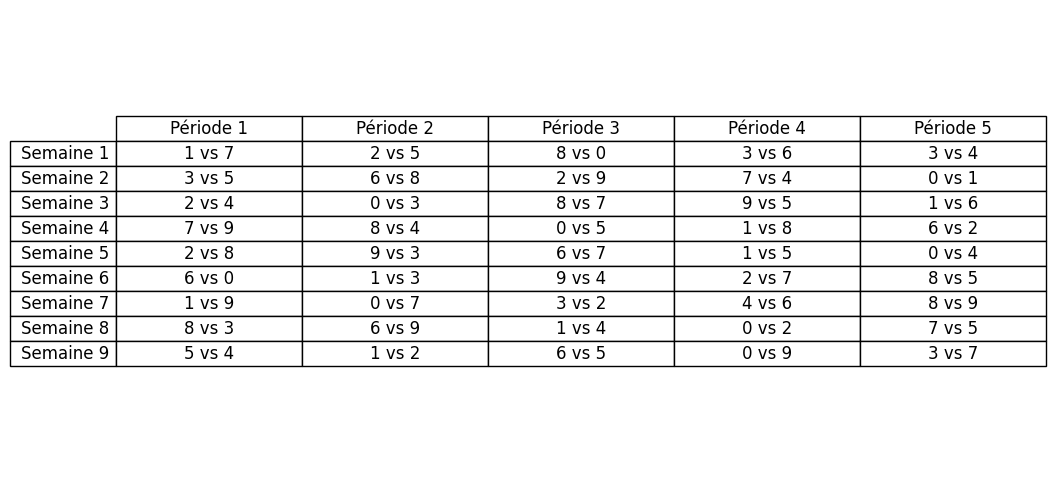 Période 1 Période 2 Période 3 Période 4 Période 5
Semaine 1 1 vs 7 2 vs 5 8 vs 0 3 vs 6 3 vs 4
Semaine 2 3 vs 5 6 vs 8 2 vs 9 7 vs 4 0 vs 1
Semaine 3 2 vs 4 0 vs 3 8 vs 7 9 vs 5 1 vs 6
Semaine 4 7 vs 9 8 vs 4 0 vs 5 1 vs 8 6 vs 2
Semaine 5 2 vs 8 9 vs 3 6 vs 7 1 vs 5 0 vs 4
Semaine 6 6 vs 0 1 vs 3 9 vs 4 2 vs 7 8 vs 5
Semaine 7 1 vs 9 0 vs 7 3 vs 2 4 vs 6 8 vs 9
Semaine 8 8 vs 3 6 vs 9 1 vs 4 0 vs 2 7 vs 5
Semaine 9 5 vs 4 1 vs 2 6 vs 5 0 vs 9 3 vs 7